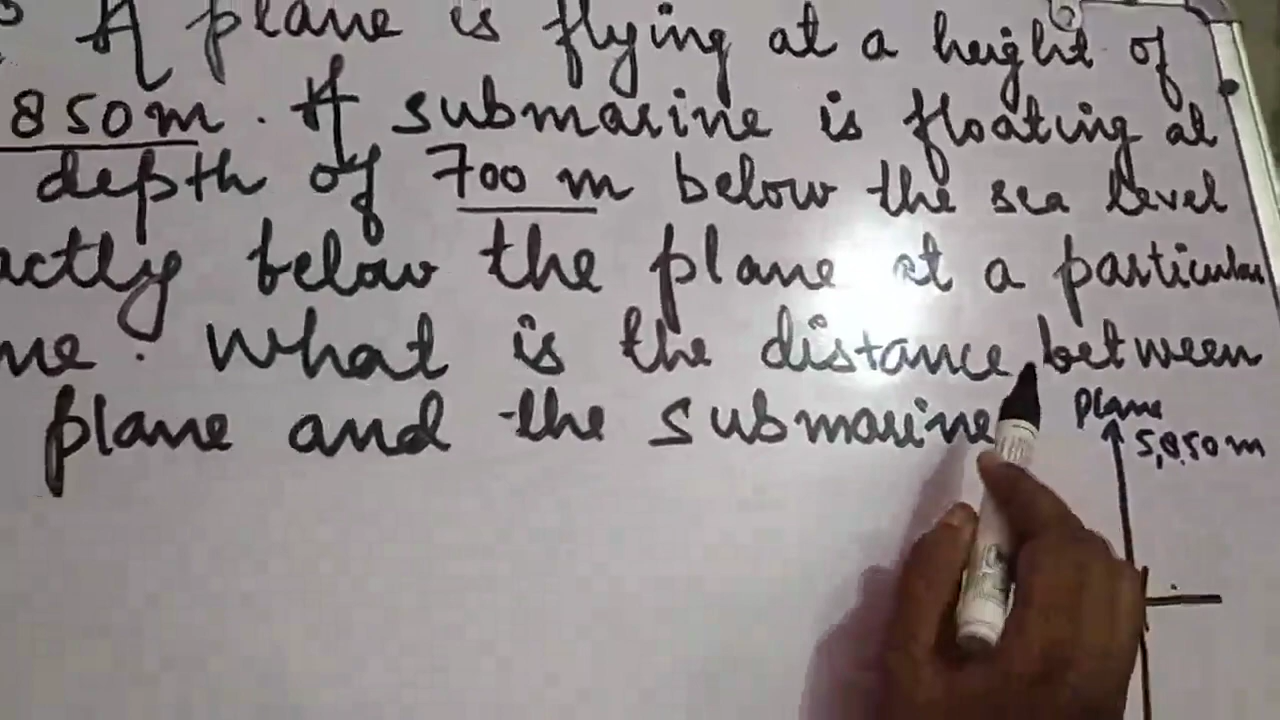 A plane is flying at a height of
850m. A submarine is floating at
depth of 700 m below the sea level
actly below the plane at a particular
me. What is the distance between
plane and the submarine
plane
5,850 m